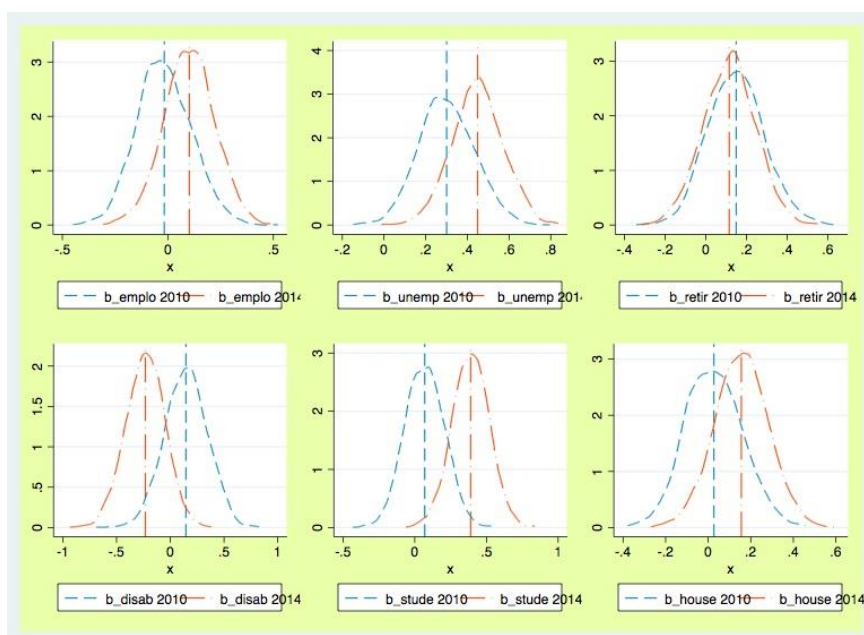 0 1 2 3
-.5 0 .5
x
b_emplo 2010 b_emplo 2014
0 1 2 3 4
-.2 0 .2 .4 .6 .8
x
b_unemp 2010 b_unemp 201
0 1 2 3
-.4 -.2 0 .2 .4 .6
x
b_retir 2010 b_retir 2014
0 .5 1 1.5 2
-1 -.5 0 .5 1
x
b_disab 2010 b_disab 2014
0 1 2 3
-.5 0 .5 1
x
b_stude 2010 b_stude 2014
0 1 2 3
-.4 -.2 0 .2 .4 .6
x
b_house 2010 b_house 2014